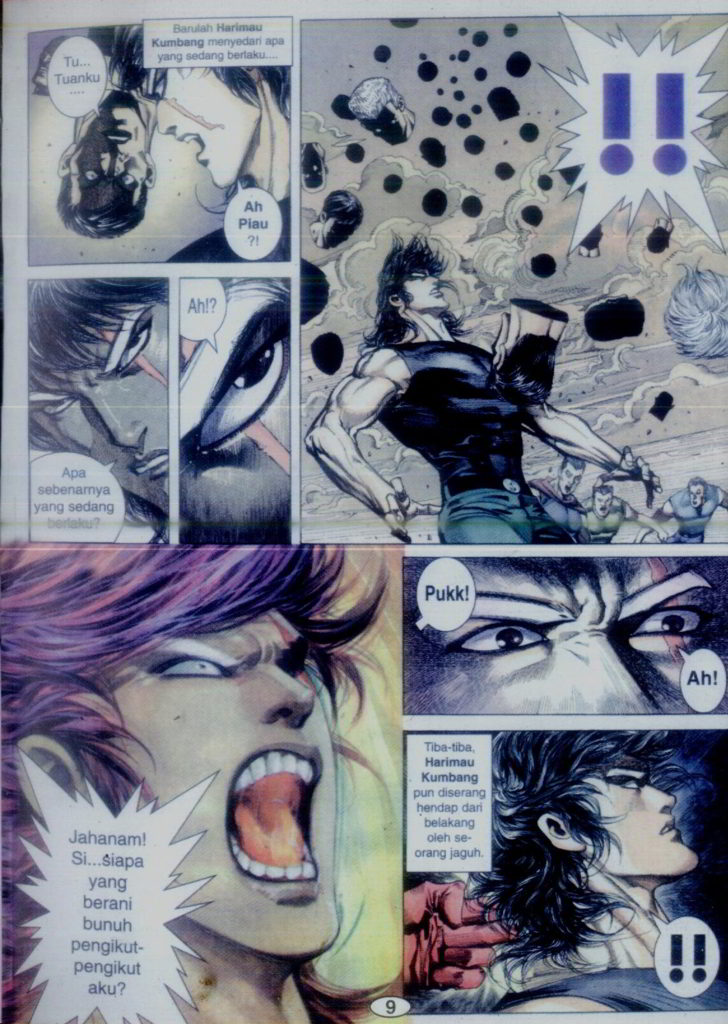 Barulah Harimau
Kumbang menyedari apa
yang sedang berlaku....
Tu...
Tuanku
....
Ah
Piau
?!
!!
Ah!?
Apa
sebenarnya
yang sedang
berlaku?
Pukk!
Ah!
Jahanam!
Si...siapa
yang
berani
bunuh
pengikut-
pengikut
aku?
Tiba-tiba,
Harimau
Kumbang
pun diserang
hendap dari
belakang
oleh se-
orang jaguh.
!!
9